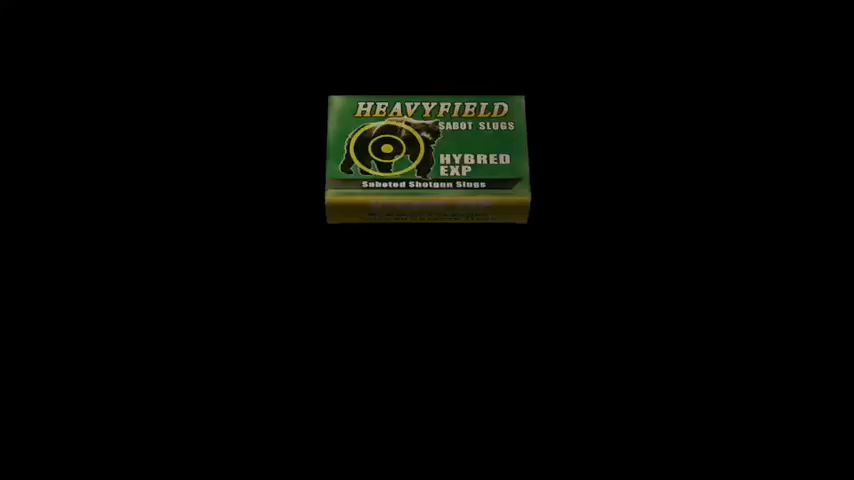 HEAVYFIELD
SABOT SLUGS
HYBRED
EXP
Saboted Shotgun Slugs